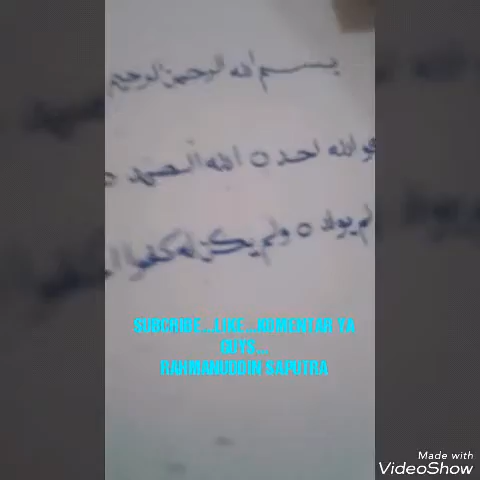 بسم الله الرحمن الرحيم
هو الله احد ο الله الصمد ο
لم يولد ο ولم يكن له كفوا
SUBCRIBE...LIKE...KOMENTAR YA
GUYS...
RAHMANUDDIN SAPUTRA
Made with
VideoShow